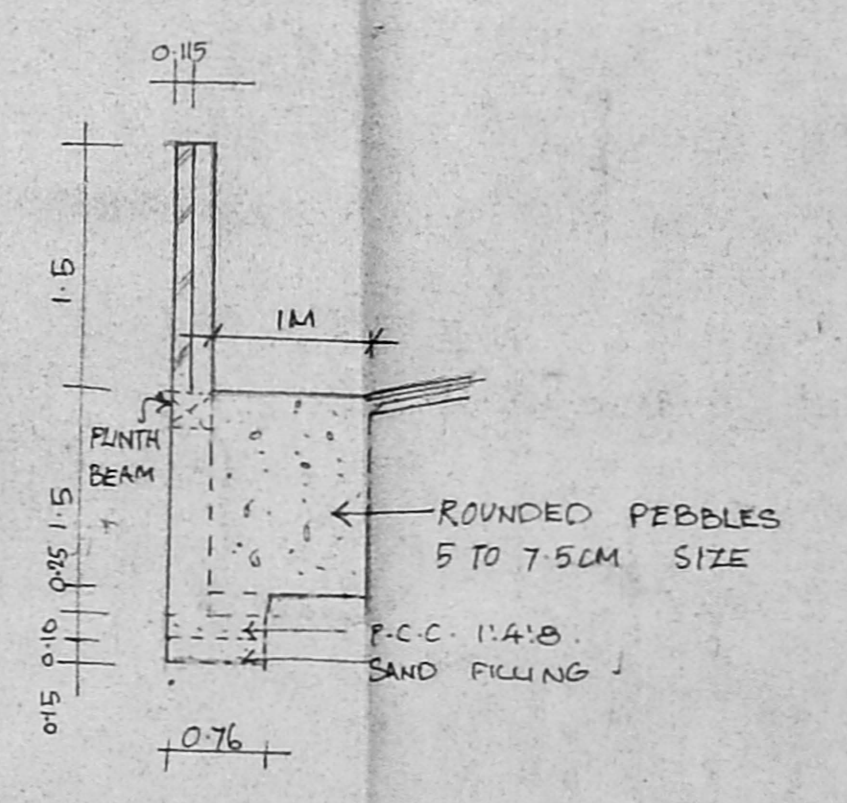 0.115
1.5
1M
PLINTH
BEAM
1.5
0.25
0.10
0.15
ROUNDED PEBBLES
5 TO 7.5CM SIZE
P.C.C. 1:4:8.
SAND FILLING
0.76